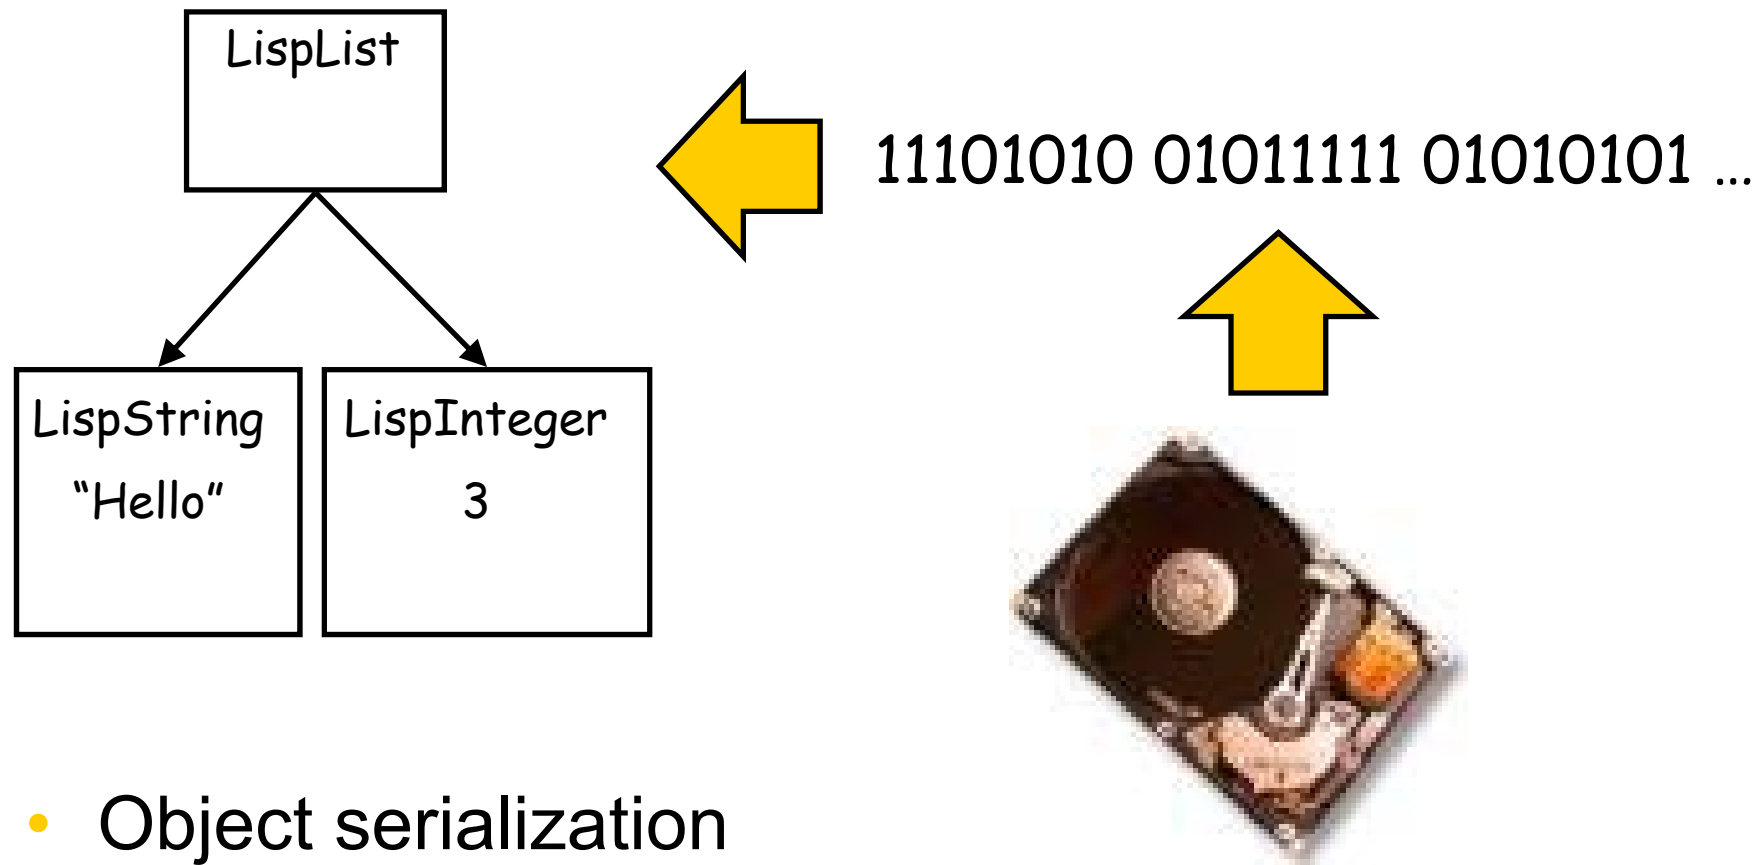 LispList
11101010 01011111 01010101 ...
LispString
“Hello”
LispInteger
3
• Object serialization